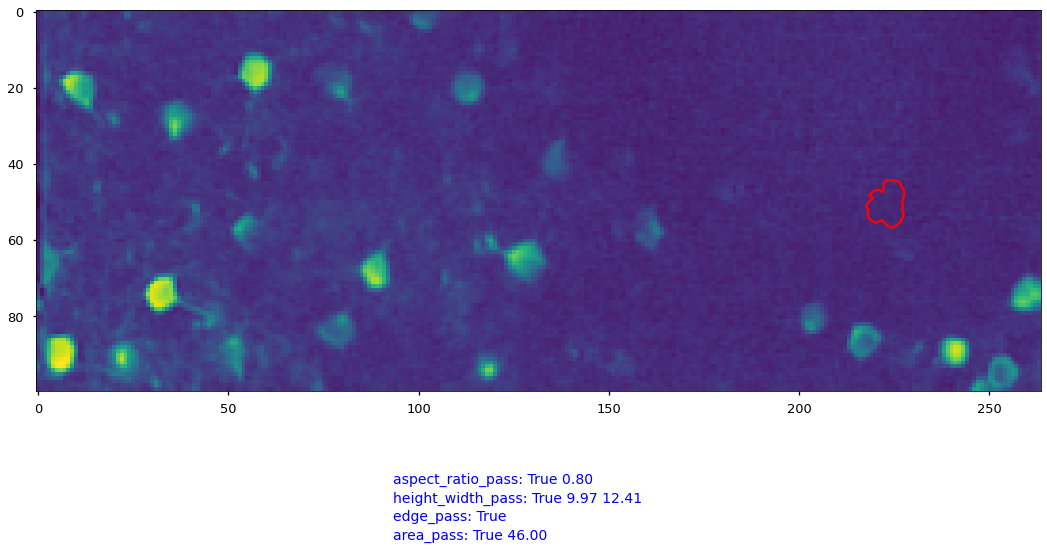 0
20
40
60
80
0 50 100 150 200 250
aspect_ratio_pass: True 0.80
height_width_pass: True 9.97 12.41
edge_pass: True
area_pass: True 46.00